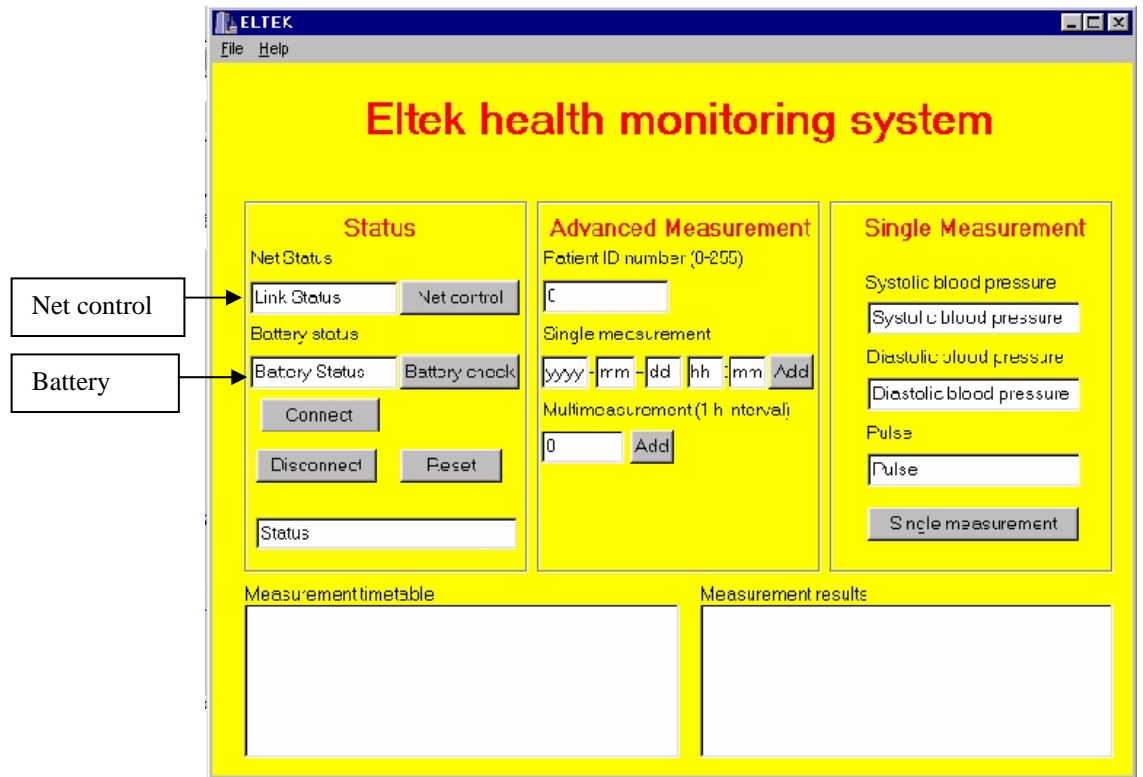 ELTEK
File Help
Eltek health monitoring system
Status
Net Status
Link Status Net control
Battery status
Battery Status Battery check
Connect
Disconnect Reset
Status
Advanced Measurement
Patient ID number (0-255)
0
Single measurement
yyyy - mm - dd hh : mm Add
Multimeasurement (1 h interval)
0 Add
Single Measurement
Systolic blood pressure
Systolic blood pressure
Diastolic blood pressure
Diastolic blood pressure
Pulse
Pulse
Single measurement
Measurement timetable
Measurement results
Net control
Battery